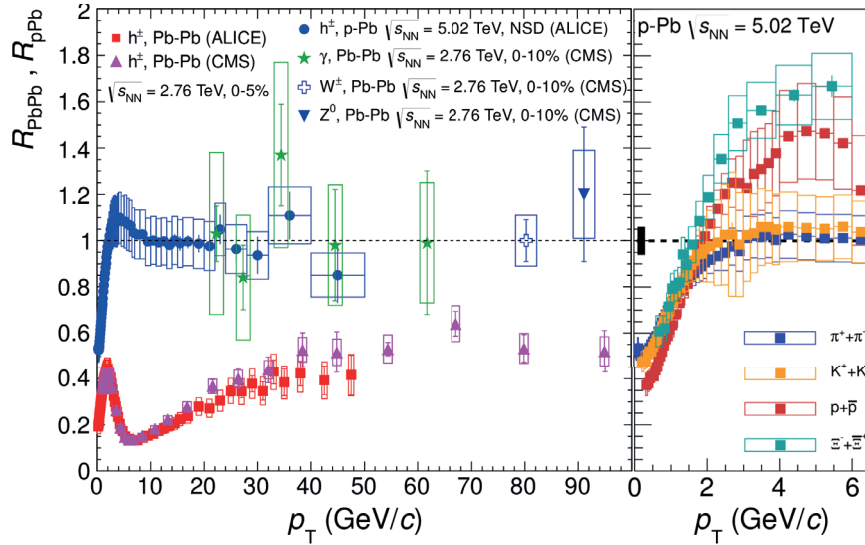 R_PbPb , R_pPb
2
1.8
1.6
1.4
1.2
1
0.8
0.6
0.4
0.2
0
h±, Pb-Pb (ALICE)
h±, Pb-Pb (CMS)
√s_NN = 2.76 TeV, 0-5%
h±, p-Pb √s_NN = 5.02 TeV, NSD (ALICE)
γ, Pb-Pb √s_NN = 2.76 TeV, 0-10% (CMS)
W±, Pb-Pb √s_NN = 2.76 TeV, 0-10% (CMS)
Z⁰, Pb-Pb √s_NN = 2.76 TeV, 0-10% (CMS)
0 10 20 30 40 50 60 70 80 90
p_T (GeV/c)
p-Pb √s_NN = 5.02 TeV
π⁺+π⁻
K⁺+K
p+p̅
Ξ⁻+Ξ̅⁺
0 2 4 6
p_T (GeV/c)